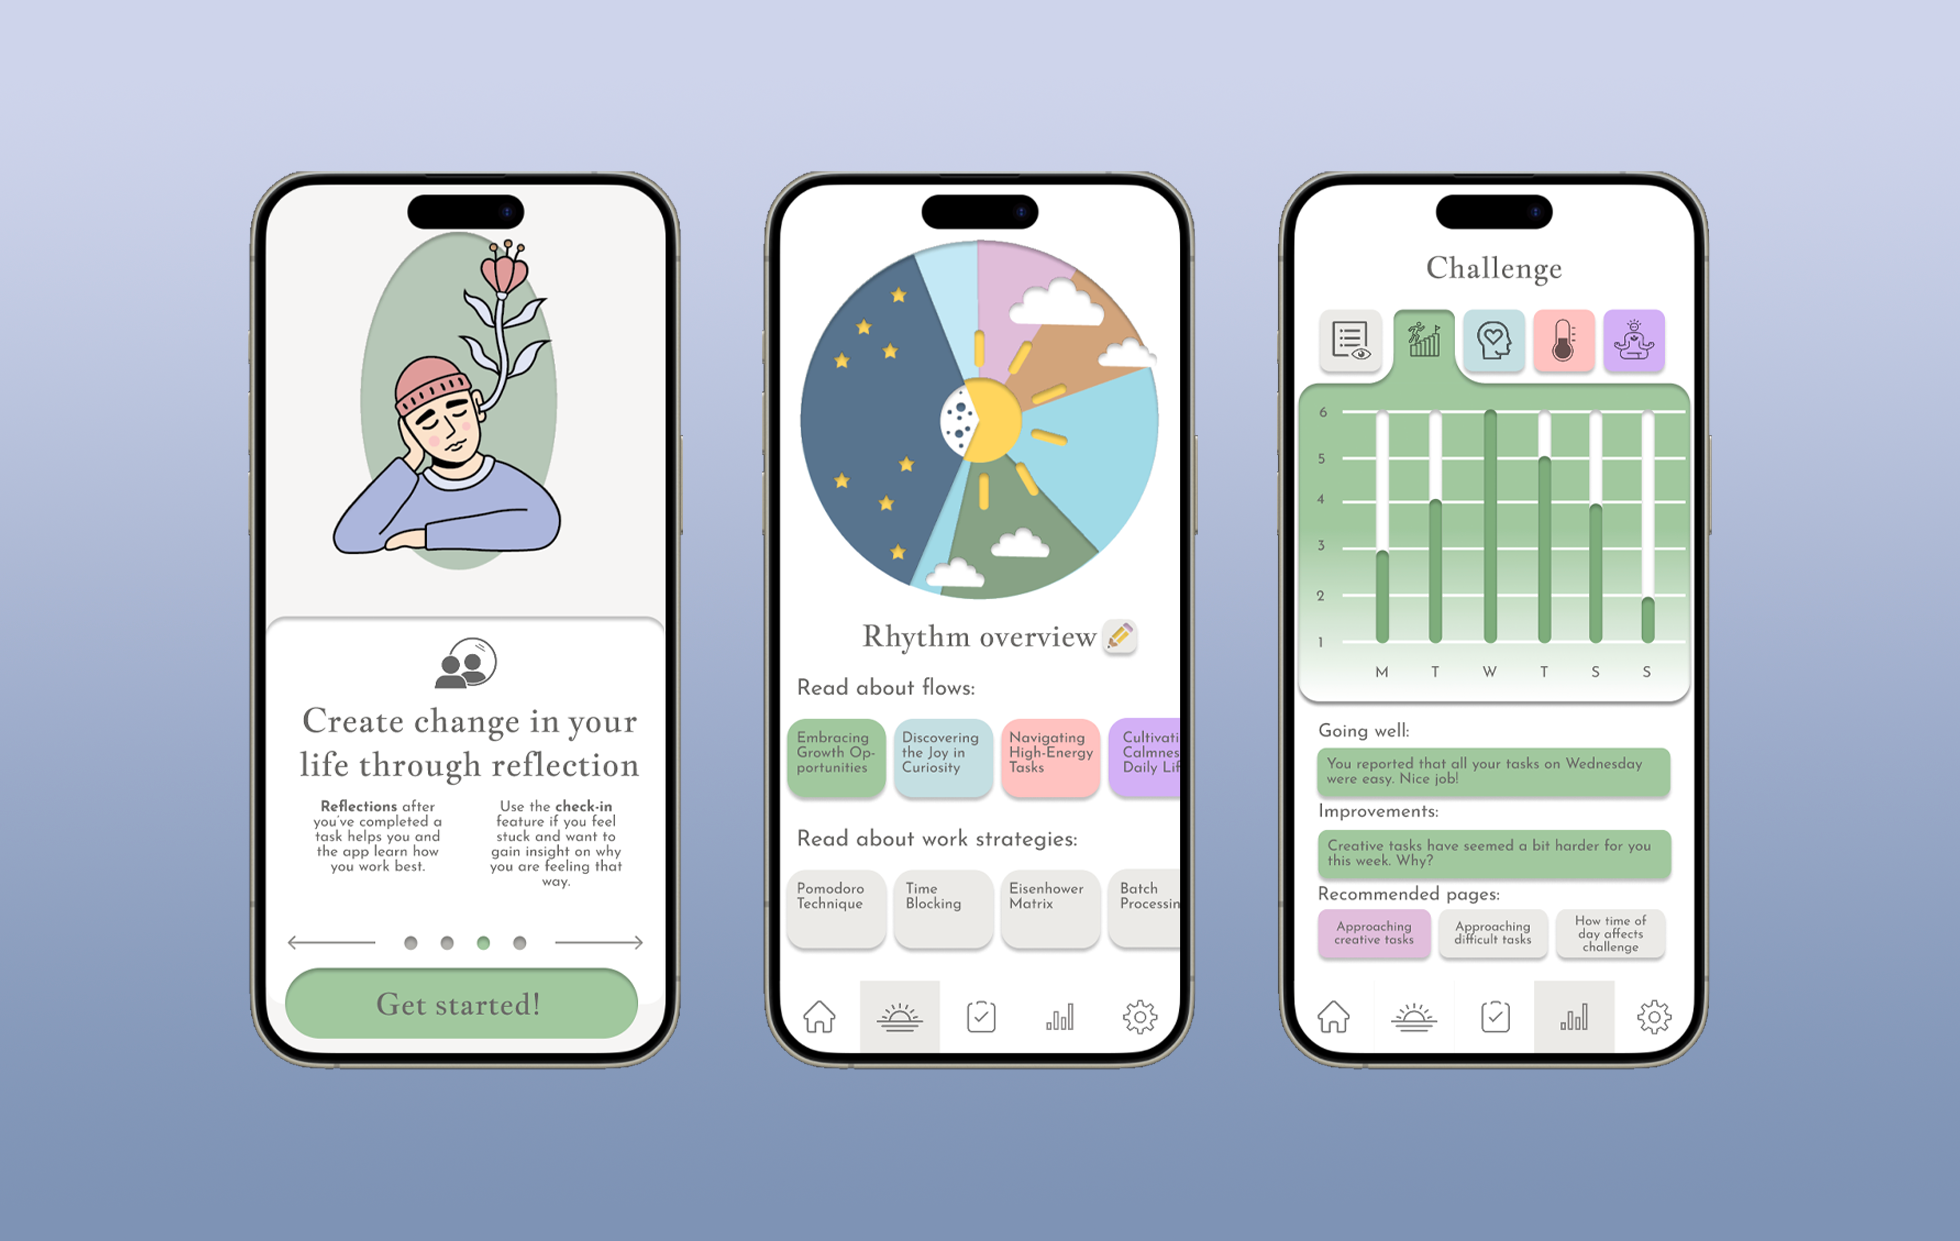 Create change in your
life through reflection
Reflections after
you've completed a
task helps you and
the app learn how
you work best.
Use the check-in
feature if you feel
stuck and want to
gain insight on why
you are feeling that
way.
Get started!
Rhythm overview
Read about flows:
Embracing
Growth Op-
portunities
Discovering
the Joy in
Curiosity
Navigating
High-Energy
Tasks
Cultivati
Calmnes
Daily Lif
Read about work strategies:
Pomodoro
Technique
Time
Blocking
Eisenhower
Matrix
Batch
Processin
Challenge
6
5
4
3
2
1
M T W T S S
Going well:
You reported that all your tasks on Wednesday
were easy. Nice job!
Improvements:
Creative tasks have seemed a bit harder for you
this week. Why?
Recommended pages:
Approaching
creative tasks
Approaching
difficult tasks
How time of
day affects
challenge